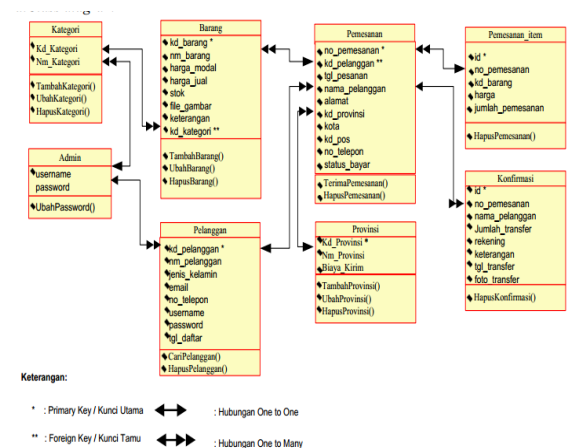 Kategori
Kd_Kategori
Nm_Kategori
TambahKategori()
UbahKategori()
HapusKategori()
Barang
kd_barang *
nm_barang
harga_modal
harga_jual
stok
file_gambar
keterangan
kd_kategori **
TambahBarang()
UbahBarang()
HapusBarang()
Pemesanan
no_pemesanan *
kd_pelanggan **
tgl_pesanan
nama_pelanggan
alamat
kd_provinsi
kota
kd_pos
no_telepon
status_bayar
TerimaPemesanan()
HapusPemesanan()
Pemesanan_item
id *
no_pemesanan
kd_barang
harga
jumlah_pemesanan
HapusPemesanan()
Admin
username
password
UbahPassword()
Pelanggan
kd_pelanggan *
nm_pelanggan
jenis_kelamin
email
no_telepon
username
password
tgl_daftar
CariPelanggan()
HapusPelanggan()
Provinsi
Kd_Provinsi *
Nm_Provinsi
Biaya_Kirim
TambahProvinsi()
UbahProvinsi()
HapusProvinsi()
Konfirmasi
id *
no_pemesanan
nama_pelanggan
Jumlah_transfer
rekening
keterangan
tgl_transfer
foto_transfer
HapusKonfirmasi()
Keterangan:
* : Primary Key / Kunci Utama
: Hubungan One to One
** : Foreign Key / Kunci Tamu
: Hubungan One to Many